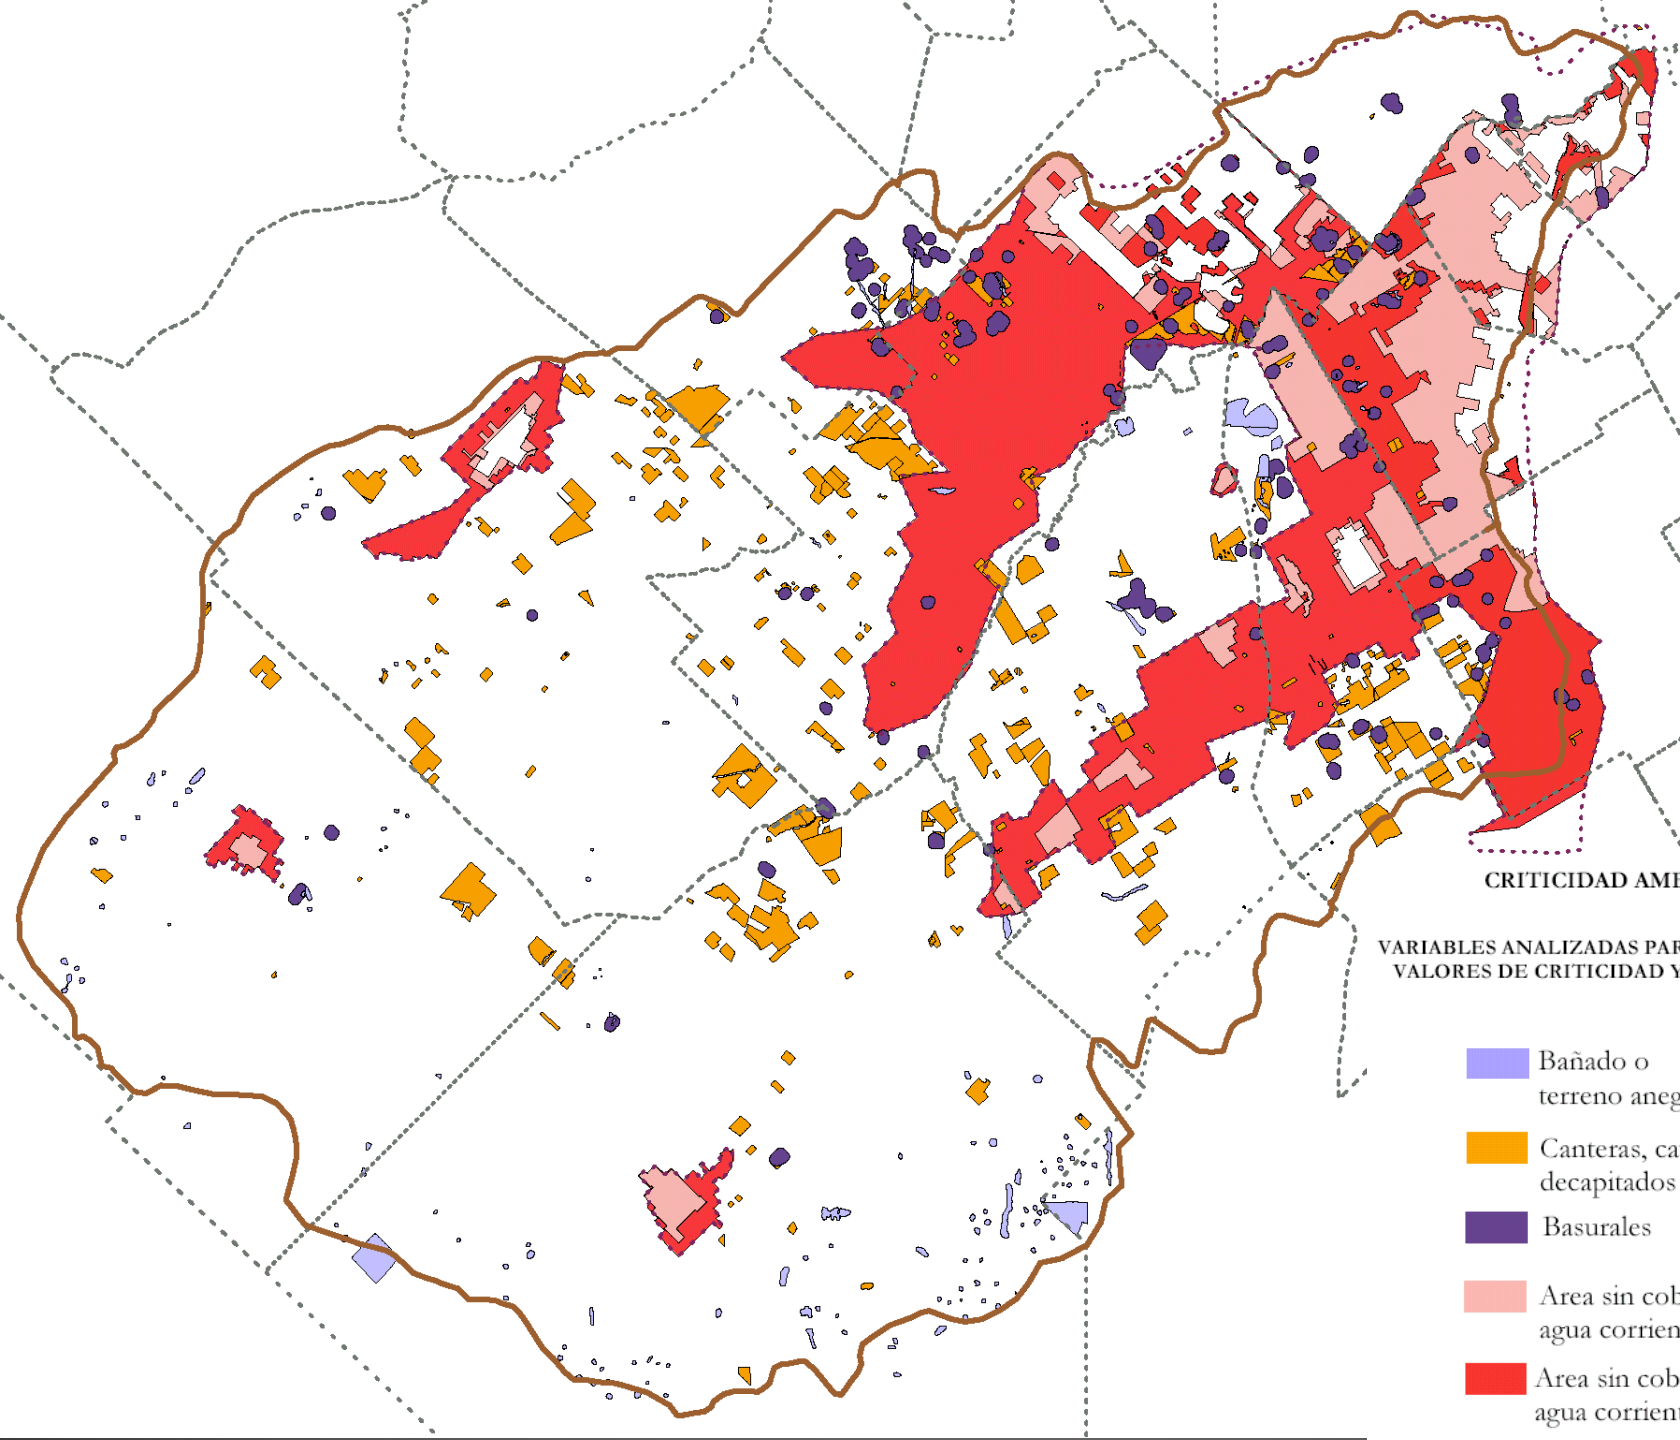 CRITICIDAD AMB
VARIABLES ANALIZADAS PAR
VALORES DE CRITICIDAD Y
Bañado o
terreno aneg
Canteras, ca
decapitados
Basurales
Area sin cob
agua corrien
Area sin cob
agua corrient